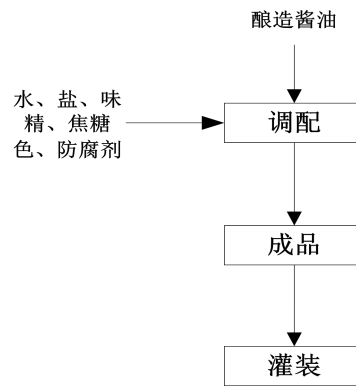 酿造酱油
水、盐、味
精、焦糖
色、防腐剂
调配
成品
灌装